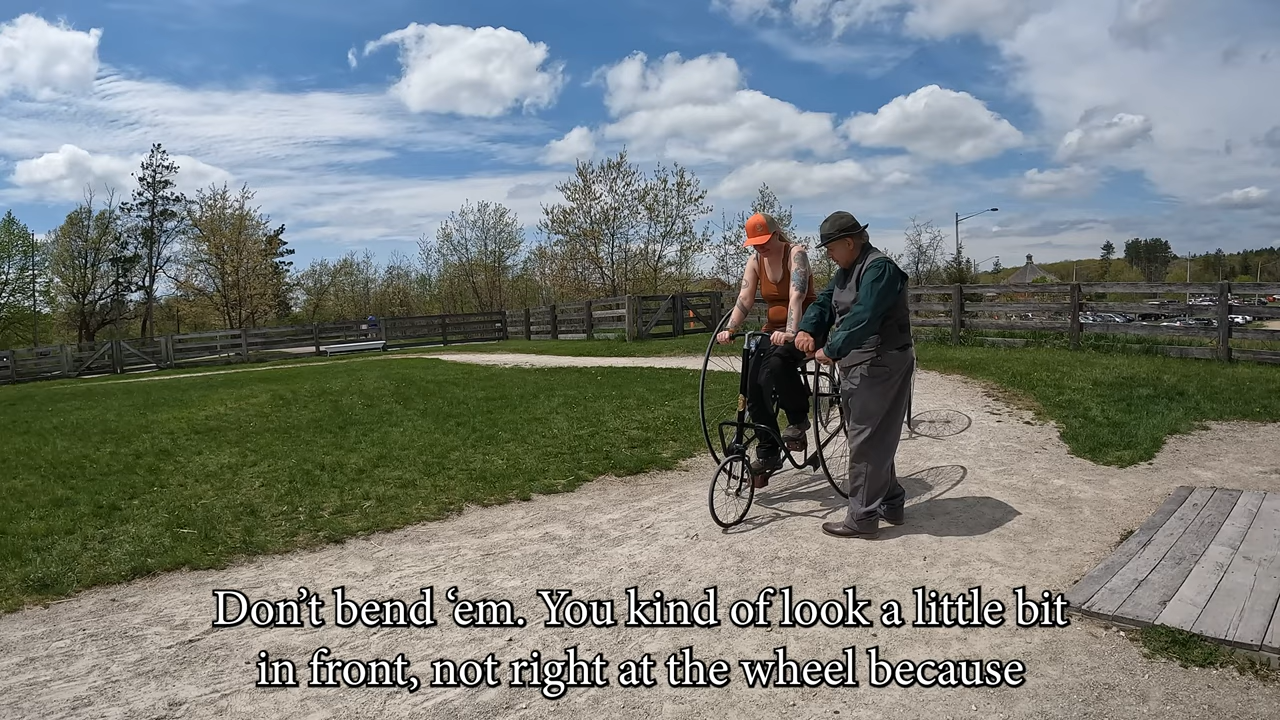 Don’t bend ‘em. You kind of look a little bit
in front, not right at the wheel because